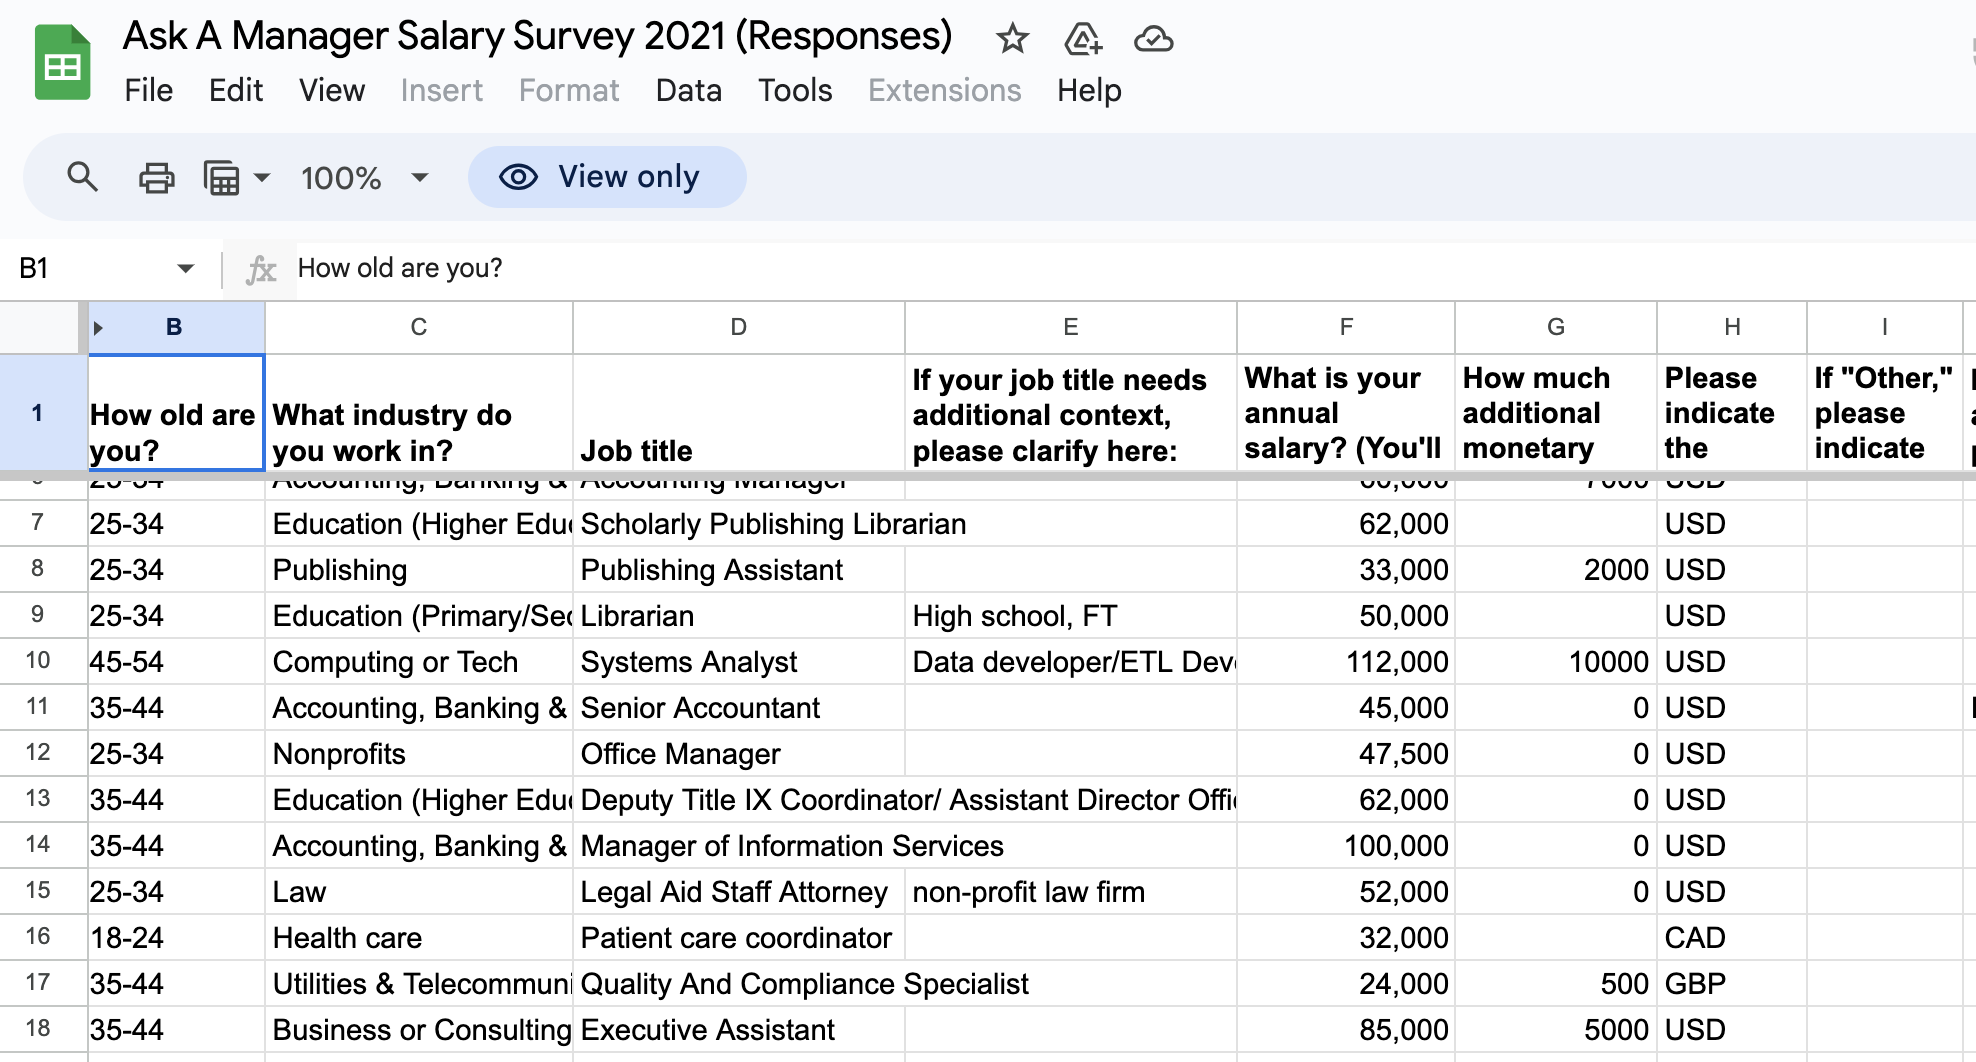 Ask A Manager Salary Survey 2021 (Responses)
File Edit View Insert Format Data Tools Extensions Help
100% View only
B1 fx How old are you?
B C D E F G H I
1 How old are you? What industry do you work in? Job title If your job title needs additional context, please clarify here: What is your annual salary? (You'll How much additional monetary Please indicate the If "Other," please indicate
7 25-34 Education (Higher Edu Scholarly Publishing Librarian 62,000 USD
8 25-34 Publishing Publishing Assistant 33,000 2000 USD
9 25-34 Education (Primary/Sec Librarian High school, FT 50,000 USD
10 45-54 Computing or Tech Systems Analyst Data developer/ETL Dev 112,000 10000 USD
11 35-44 Accounting, Banking & Senior Accountant 45,000 0 USD
12 25-34 Nonprofits Office Manager 47,500 0 USD
13 35-44 Education (Higher Edu Deputy Title IX Coordinator/ Assistant Director Offi 62,000 0 USD
14 35-44 Accounting, Banking & Manager of Information Services 100,000 0 USD
15 25-34 Law Legal Aid Staff Attorney non-profit law firm 52,000 0 USD
16 18-24 Health care Patient care coordinator 32,000 CAD
17 35-44 Utilities & Telecommuni Quality And Compliance Specialist 24,000 500 GBP
18 35-44 Business or Consulting Executive Assistant 85,000 5000 USD